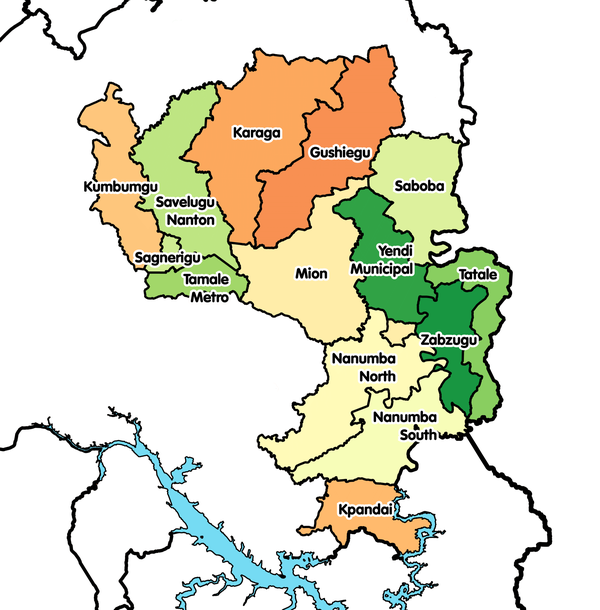 Karaga
Gushiegu
Kumbumgu
Saboba
Savelugu
Nanton
Sagnerigu
Yendi
Municipal
Mion
Tatale
Tamale
Metro
Zabzugu
Nanumba
North
Nanumba
South
Kpandai